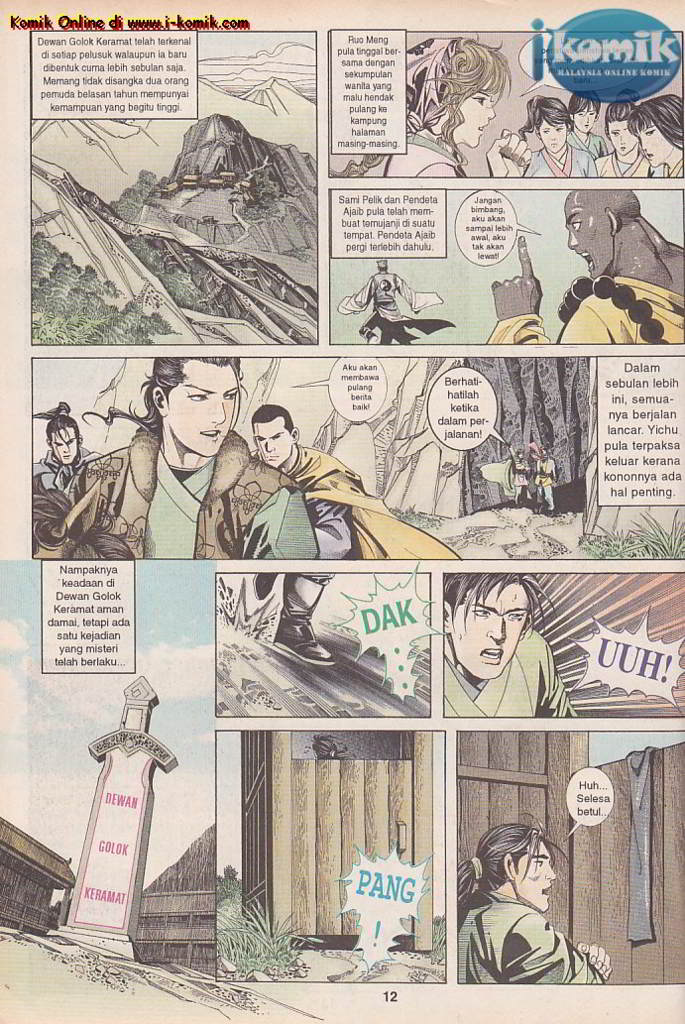 Komik Online di www.i-komik.com
ikomik
MALAYSIA ONLINE KOMIK
Dewan Golok Keramat telah terkenal
di setiap pelusuk walaupun ia baru
dibentuk cuma lebih sebulan saja.
Memang tidak disangka dua orang
pemuda belasan tahun mempunyai
kemampuan yang begitu tinggi.
Ruo Meng
pula tinggal ber-
sama dengan
sekumpulan
wanita yang
malu hendak
pulang ke
kampung
halaman
masing-masing.
Sami Pelik dan Pendeta
Ajaib pula telah mem-
buat temujanji di suatu
tempat. Pendeta Ajaib
pergi terlebih dahulu.
Jangan
bimbang,
aku akan
sampai lebih
awal, aku
tak akan
lewat!
Aku akan
membawa
pulang
berita
baik!
Berhati-
hatilah
ketika
dalam per-
jalanan!
Dalam
sebulan lebih
ini, semua-
nya berjalan
lancar. Yichu
pula terpaksa
keluar kerana
kononnya ada
hal penting.
Nampaknya
keadaan di
Dewan Golok
Keramat aman
damai, tetapi ada
satu kejadian
yang misteri
telah berlaku...
DAK
UUH!
DEWAN
GOLOK
KERAMAT
PANG
!
Huh...
Selesa
betul...
12